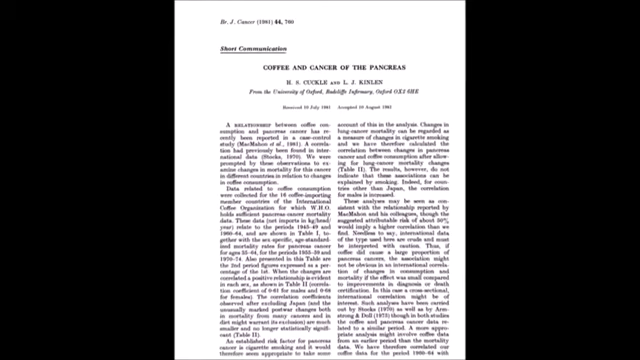 Br. J. Cancer (1981) 44, 760
Short Communication
COFFEE AND CANCER OF THE PANCREAS
H. S. CUCKLE AND L. J. KINLEN
From the University of Oxford, Radcliffe Infirmary, Oxford OX2 6HE
Received 10 July 1981 Accepted 10 August 1981
A RELATIONSHIP between coffee con-
sumption and pancreas cancer has re-
cently been reported in a case-control
study (MacMahon et al., 1981). A correla-
tion had previously been found in inter-
national data (Stocks, 1970). We were
prompted by these observations to ex-
amine changes in mortality for this cancer
in different countries in relation to changes
in coffee consumption.
Data related to coffee consumption
were collected for the 16 coffee-importing
member countries of the International
Coffee Organization for which W.H.O.
holds sufficient pancreas-cancer mortality
data. These data (net imports in kg/head/
year) relate to the periods
and are shown in Table I, to-
gether with the sex specific, age-standard-
ized mortality rates for pancreas cancer
for ages for the periods
1970-74. Also presented in this Table are
the 2nd period figures expressed as a per-
centage of the 1st. When the changes are
correlated a positive relationship is evident
in each sex, as shown in Table II (correla-
tion coefficient of 0·61 for males and 0·68
for females). The correlation coefficients
observed after excluding Japan (and the
unusually marked postwar changes both
in mortality from many cancers and in
diet might warrant its exclusion) are much
smaller and no longer statistically signifi-
cant (Table II).
An established risk factor for pancreas
cancer is cigarette smoking and it would
therefore seem appropriate to take some
account of this in the analysis. Changes in
lung-cancer mortality can be regarded as
a measure of changes in cigarette smoking
and we have therefore calculated the
correlation between changes in pancreas
cancer and coffee consumption after allow-
ing for lung-cancer mortality changes
(Table II). The results, however, do not
indicate that these associations can be
explained by smoking. Indeed, for coun-
tries other than Japan, the correlation
for males is increased.
These analyses may be seen as con-
sistent with the relationship reported by
MacMahon and his colleagues, though the
suggested attributable risk of about 50%
would imply a higher correlation than we
find. Needless to say, international data
of the type used here are crude and must
be interpreted with caution. Thus, if
coffee did cause a large proportion of
pancreas cancers, the association might
not be obvious in an international correla-
tion of changes in consumption and
mortality if the effect was small compared
to improvements in diagnosis or death
certification. In this case a cross-sectional,
international correlation might be of
interest. Such analyses have been carried
out by Stocks (1970) as well as by Arm-
strong & Doll (1975) though in both studies
the coffee and pancreas cancer data re-
lated to a similar period. A more appro-
priate analysis might involve coffee data
from an earlier period than the mortality
data. We have therefore correlated our
coffee data for the period 1960-64 with